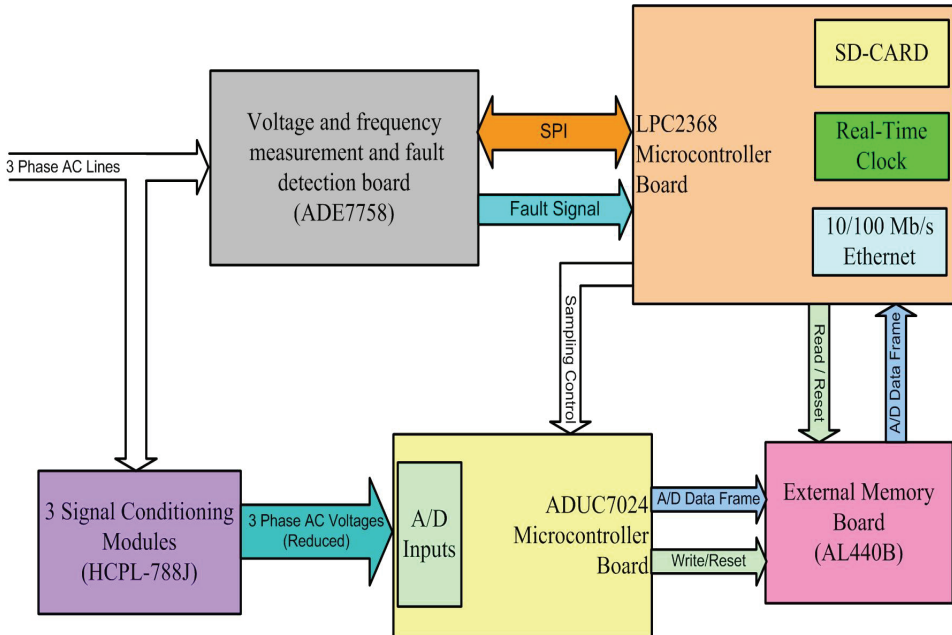 3 Phase AC Lines
Voltage and frequency
measurement and fault
detection board
(ADE7758)
SPI
Fault Signal
LPC2368
Microcontroller
Board
SD-CARD
Real-Time
Clock
10/100 Mb/s
Ethernet
Sampling Control
Read / Reset
A/D Data Frame
3 Signal Conditioning
Modules
(HCPL-788J)
3 Phase AC Voltages
(Reduced)
A/D
Inputs
ADUC7024
Microcontroller
Board
A/D Data Frame
Write/Reset
External Memory
Board
(AL440B)